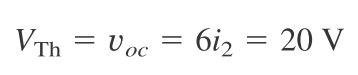 V_Th = v_oc = 6i_2 = 20 V